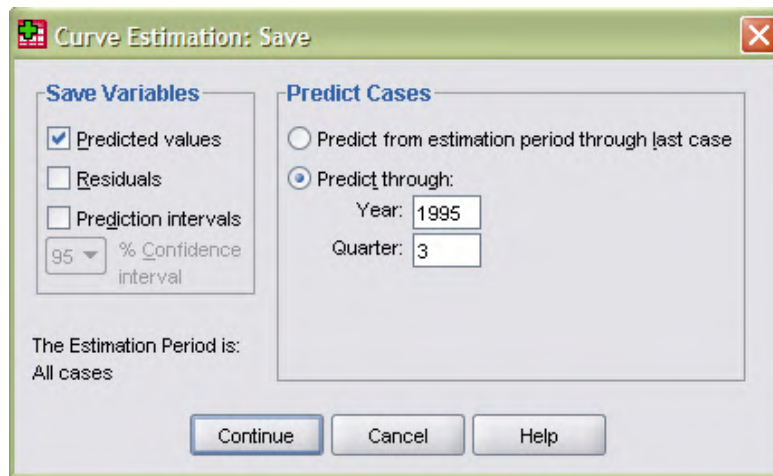 Curve Estimation: Save
Save Variables
Predicted values
Residuals
Prediction intervals
95 % Confidence
interval
The Estimation Period is:
All cases
Predict Cases
Predict from estimation period through last case
Predict through:
Year: 1995
Quarter: 3
Continue Cancel Help